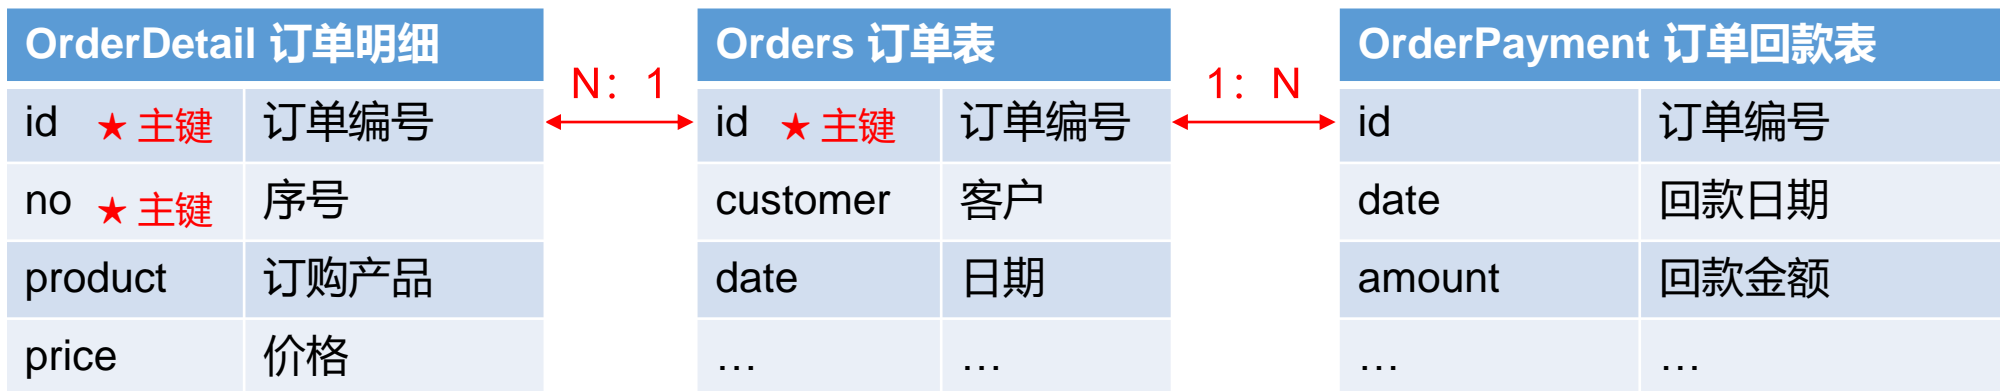 OrderDetail 订单明细
id ★ 主键 订单编号
no ★ 主键 序号
product 订购产品
price 价格
N：1
Orders 订单表
id ★ 主键 订单编号
customer 客户
date 日期
… …
1：N
OrderPayment 订单回款表
id 订单编号
date 回款日期
amount 回款金额
… …